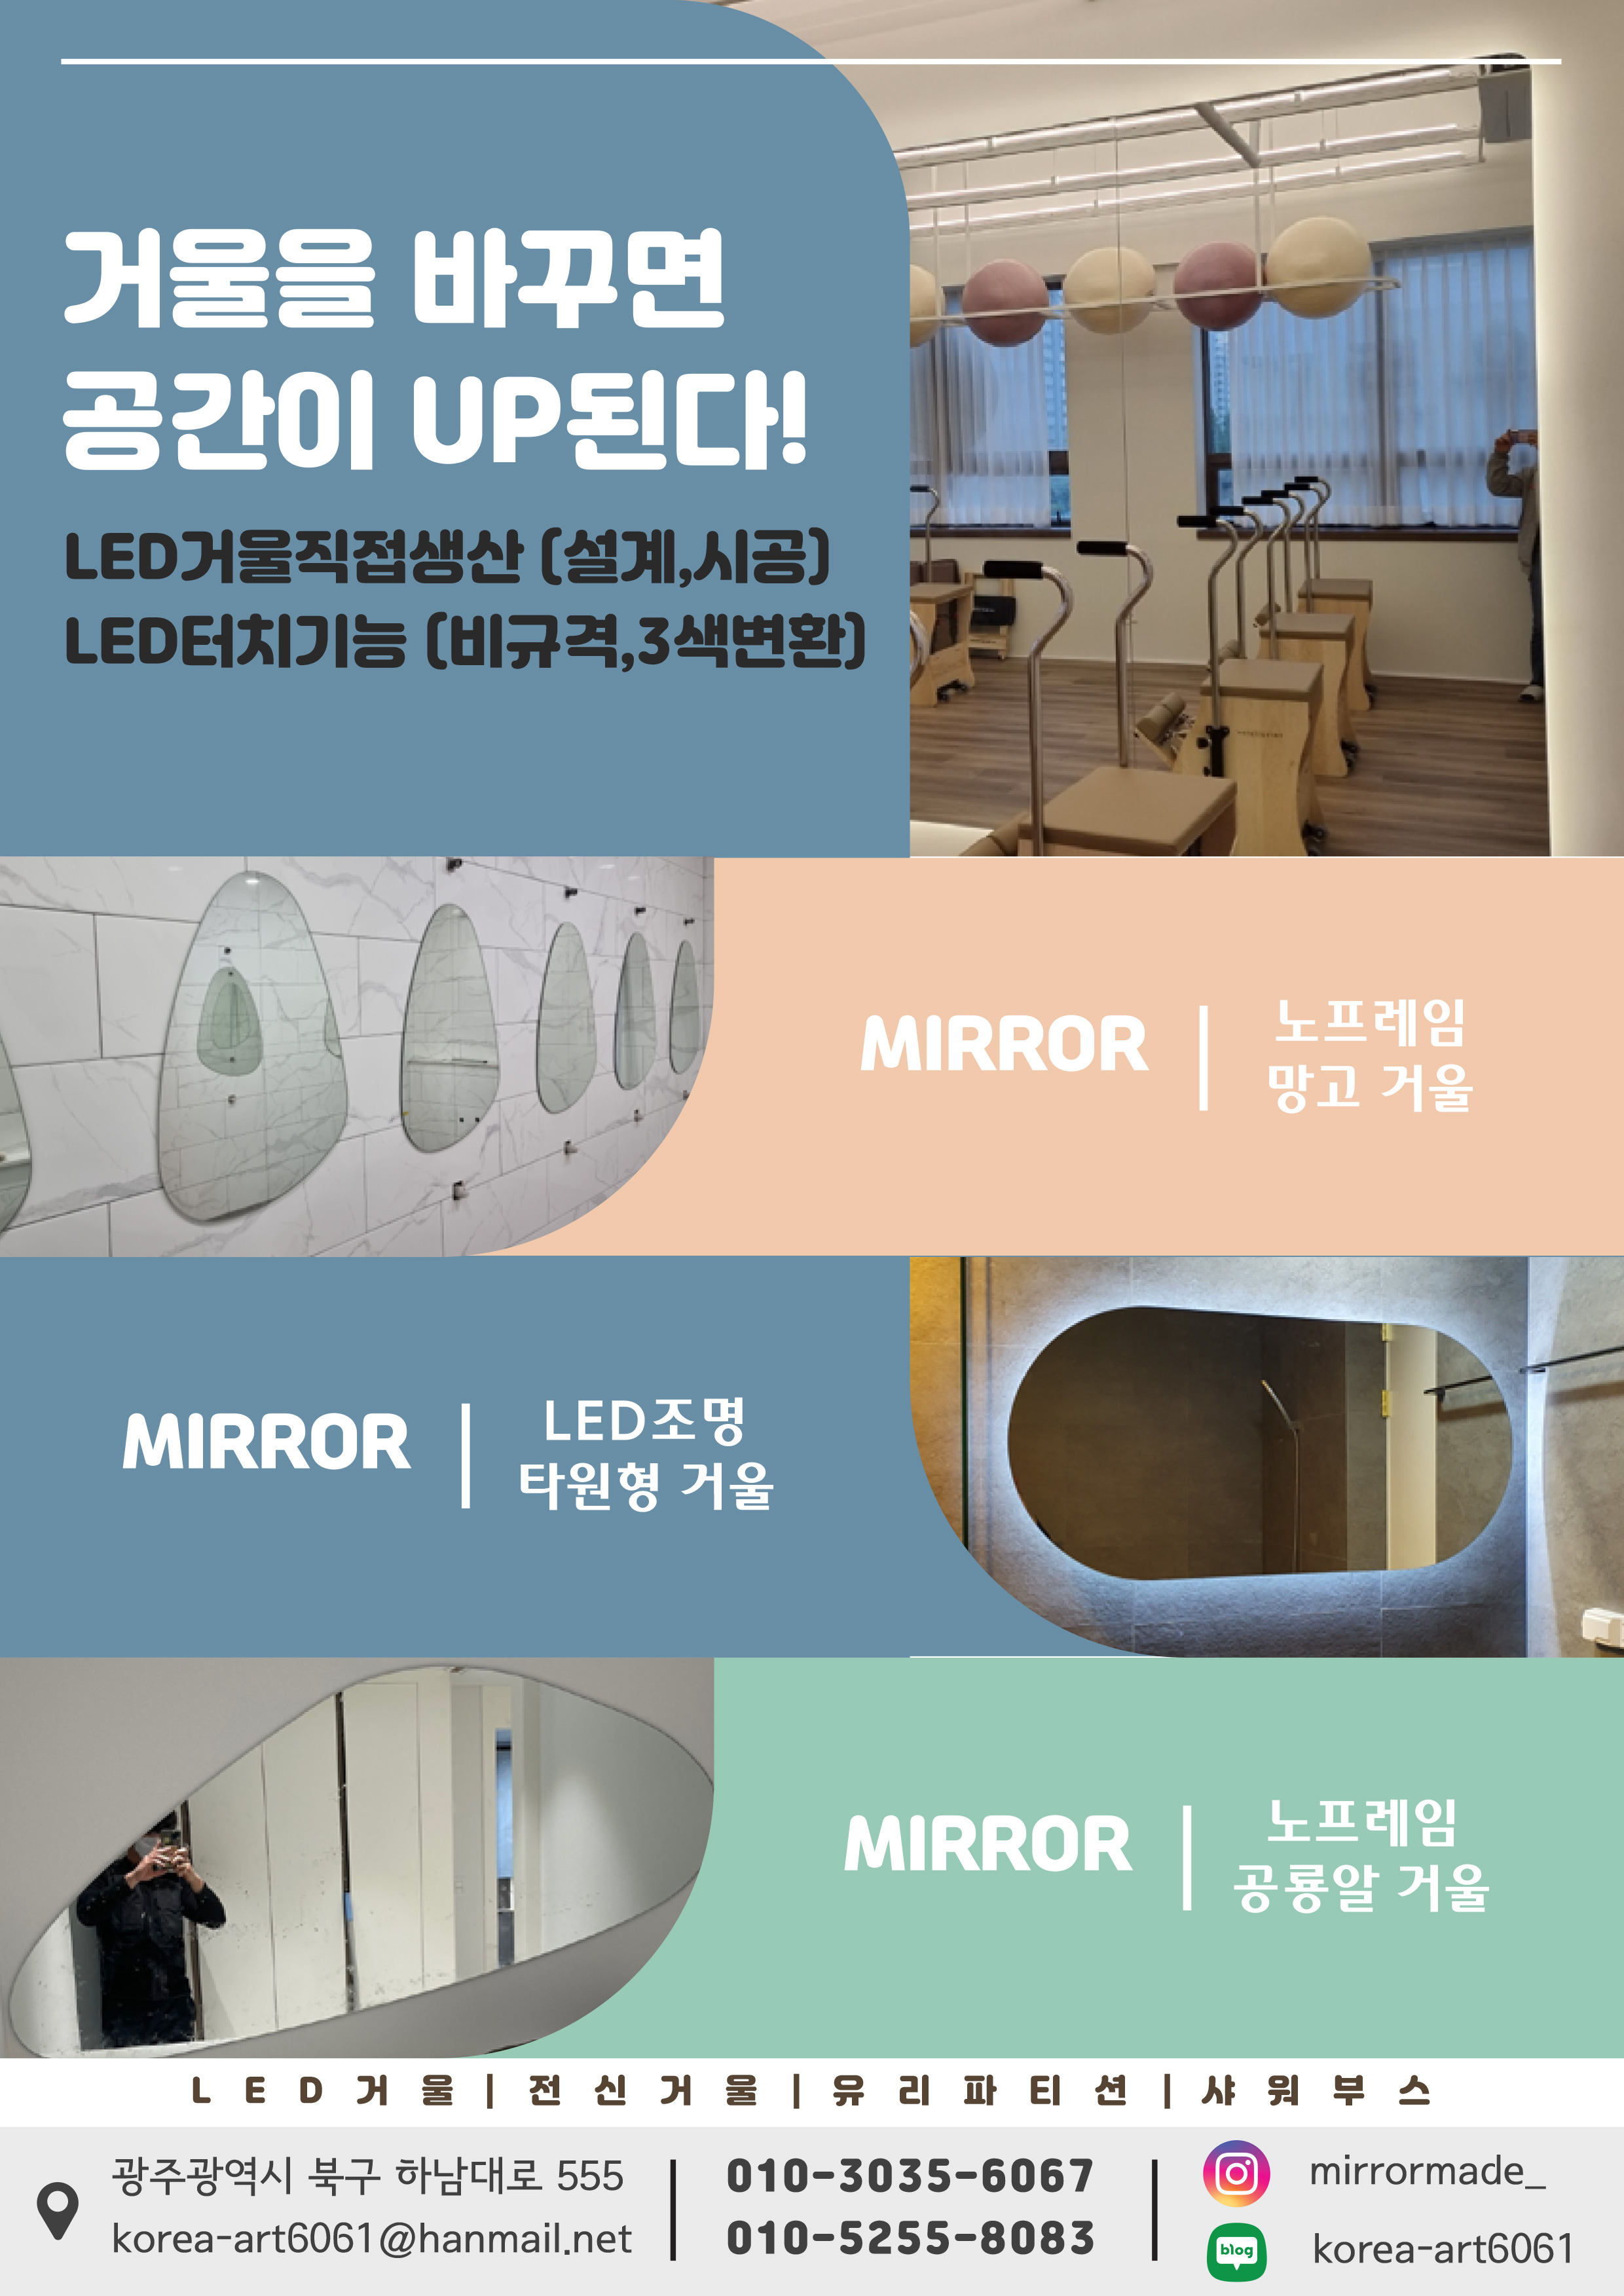 거울을 바꾸면
공간이 UP된다!
LED거울직접생산 (설계,시공)
LED터치기능 (비규격,3색변환)
MIRROR
노프레임
망고 거울
MIRROR
LED조명
타원형 거울
MIRROR
노프레임
공룡알 거울
LED거울|전신거울|유리파티션|샤워부스
광주광역시 북구 하남대로 555
korea-art6061@hanmail.net
010-3035-6067
010-5255-8083
mirrormade_
blog
korea-art6061